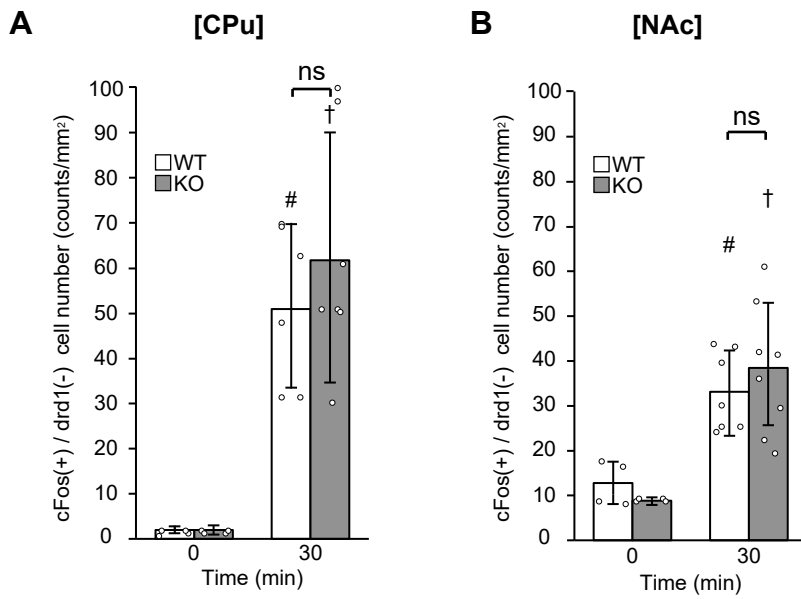 A
[CPu]
cFos(+) / drd1(-) cell number (counts/mm²)
100
90
80
70
60
50
40
30
20
10
0
WT
KO
#
†
ns
0
30
Time (min)
B
[NAc]
cFos(+) / drd1(-) cell number (counts/mm²)
100
90
80
70
60
50
40
30
20
10
0
WT
KO
#
†
ns
0
30
Time (min)